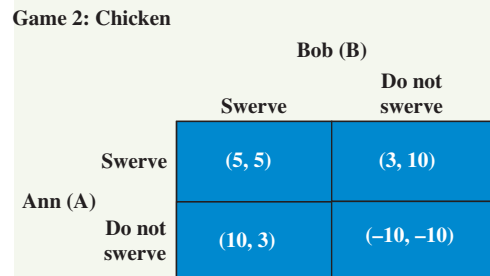 Game 2: Chicken
Bob (B)
Do not
Swerve swerve
Swerve (5, 5) (3, 10)
Ann (A)
Do not
swerve (10, 3) (–10, –10)